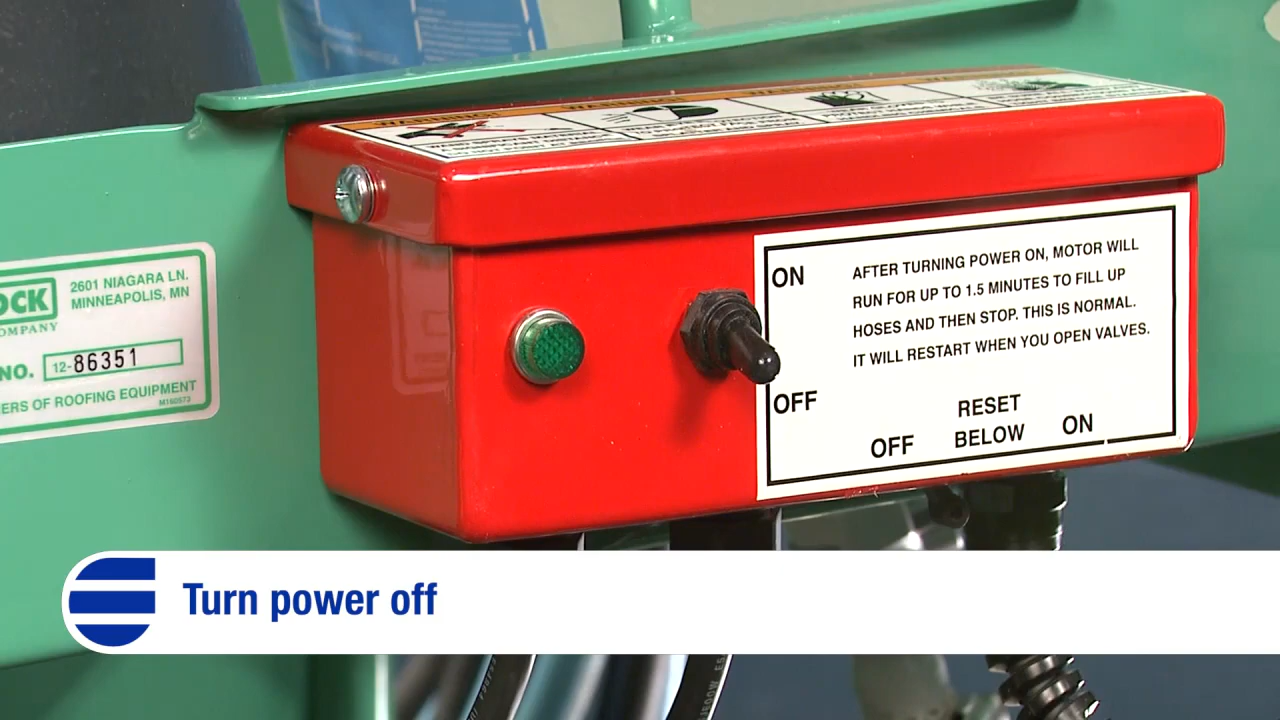 WARNING!
OCK
OMPANY
2601 NIAGARA LN.
MINNEAPOLIS, MN
NO. 12-86351
ERS OF ROOFING EQUIPMENT
M160573
ON
OFF
AFTER TURNING POWER ON, MOTOR WILL
RUN FOR UP TO 1.5 MINUTES TO FILL UP
HOSES AND THEN STOP. THIS IS NORMAL.
IT WILL RESTART WHEN YOU OPEN VALVES.
OFF
RESET
BELOW
ON
Turn power off